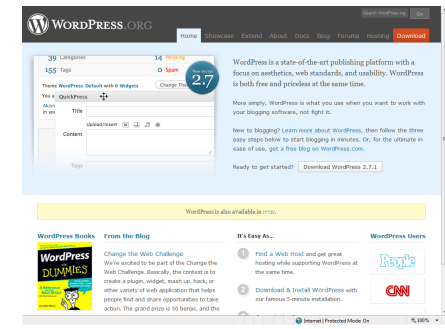 WORDPRESS.ORG
Search WordPress.org Go
Home Showcase Extend About Docs Blog Forums Hosting Download
39 Categories 14 Pending
155 Tags 0 Spam
Theme WordPress Default with 0 Widgets Change The
2.7
You a
QuickPress
Akis
in yo
Title
Upload/Insert
Content
Tags
WordPress is a state-of-the-art publishing platform with a
focus on aesthetics, web standards, and usability. WordPress
is both free and priceless at the same time.
More simply, WordPress is what you use when you want to work with
your blogging software, not fight it.
New to blogging? Learn more about WordPress, then follow the three
easy steps below to start blogging in minutes. Or, for the ultimate in
ease of use, get a free blog on WordPress.com.
Ready to get started? Download WordPress 2.7.1
WordPress is also available in
WordPress Books
WordPress
FOR
DUMMIES
From the Blog
Change the Web Challenge
We're excited to be part of the Change the
Web Challenge. Basically, the contest is to
create a plugin, widget, mash up, hack, or
other variety of web application that helps
people find and share opportunities to take
action. The grand prize is 50 benjis, and the
It's Easy As...
1 Find a Web Host and get great
hosting while supporting WordPress at
the same time.
2 Download & Install WordPress with
our famous 5-minute installation.
WordPress Users
People
CNN
Internet | Protected Mode: On 100%